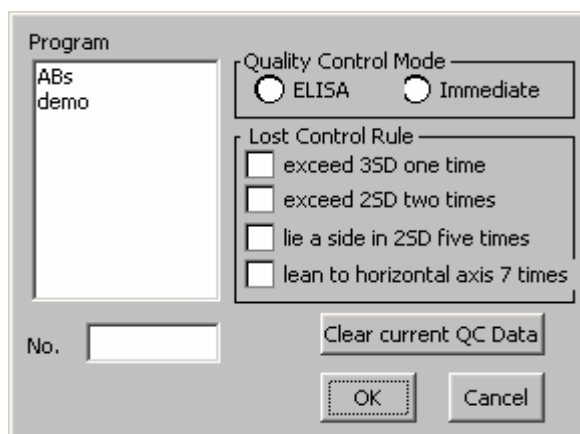 Program
ABs
demo
Quality Control Mode
ELISA Immediate
Lost Control Rule
exceed 3SD one time
exceed 2SD two times
lie a side in 2SD five times
lean to horizontal axis 7 times
No.
Clear current QC Data
OK Cancel